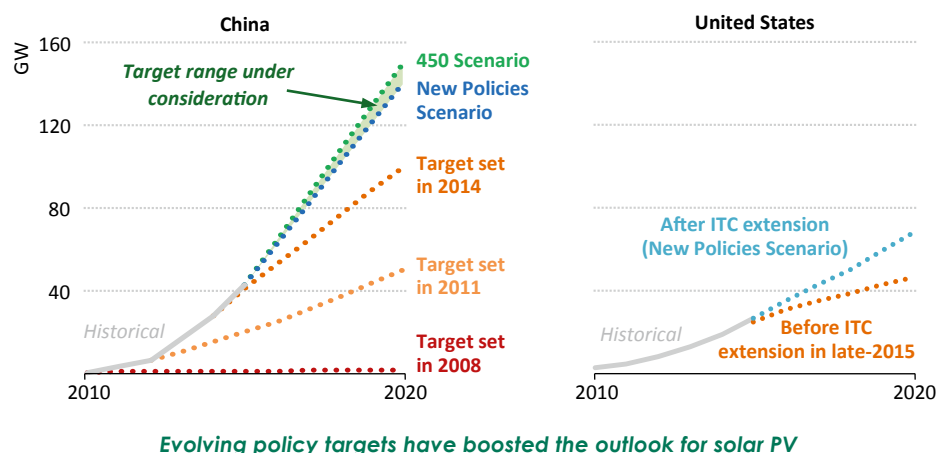 China
United States
GW
160
120
80
40
Target range under
consideration
450 Scenario
New Policies
Scenario
Target set
in 2014
Target set
in 2011
Target set
in 2008
Historical
2010
2020
After ITC extension
(New Policies Scenario)
Historical
Before ITC
extension in late-2015
2010
2020
Evolving policy targets have boosted the outlook for solar PV